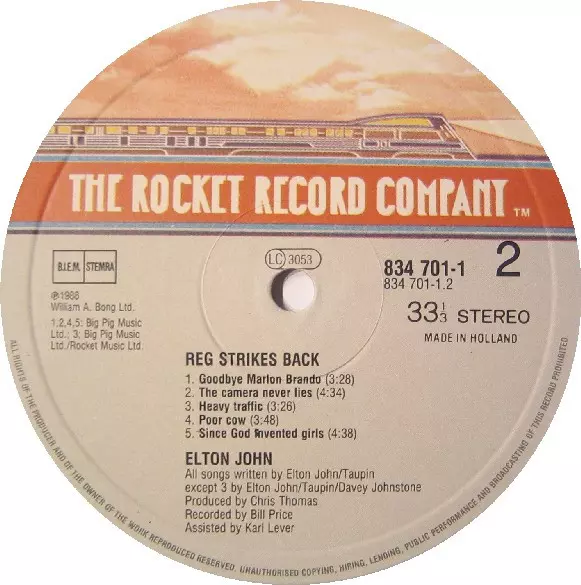 THE ROCKET RECORD COMPANY ™
B.I.E.M. STEMRA
LC 3053
834 701-1
2
834 701-1.2
33 1/3 STEREO
MADE IN HOLLAND
℗1988
William A. Bong Ltd.
1,2,4,5: Big Pig Music
Ltd.; 3; Big Pig Music
Ltd./Rocket Music Ltd.
REG STRIKES BACK
1. Goodbye Marlon Brando (3:28)
2. The camera never lies (4:34)
3. Heavy traffic (3:26)
4. Poor cow (3:48)
5. Since God invented girls (4:38)
ELTON JOHN
All songs written by Elton John/Taupin
except 3 by Elton John/Taupin/Davey Johnstone
Produced by Chris Thomas
Recorded by Bill Price
Assisted by Karl Lever
ALL RIGHTS OF THE PRODUCER AND OF THE OWNER OF THE WORK REPRODUCED RESERVED. UNAUTHORISED COPYING, HIRING, LENDING, PUBLIC PERFORMANCE AND BROADCASTING OF THIS RECORD PROHIBITED